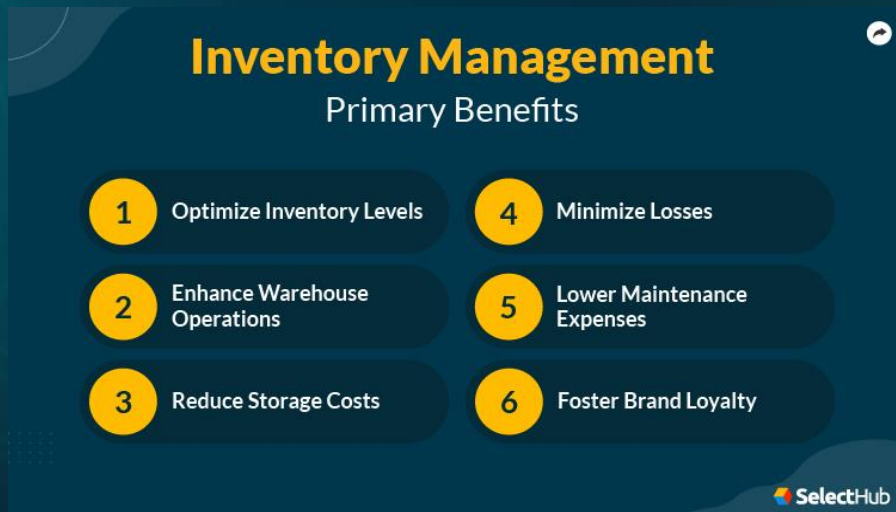 Inventory Management
Primary Benefits
1
Optimize Inventory Levels
2
Enhance Warehouse
Operations
3
Reduce Storage Costs
4
Minimize Losses
5
Lower Maintenance
Expenses
6
Foster Brand Loyalty
SelectHub